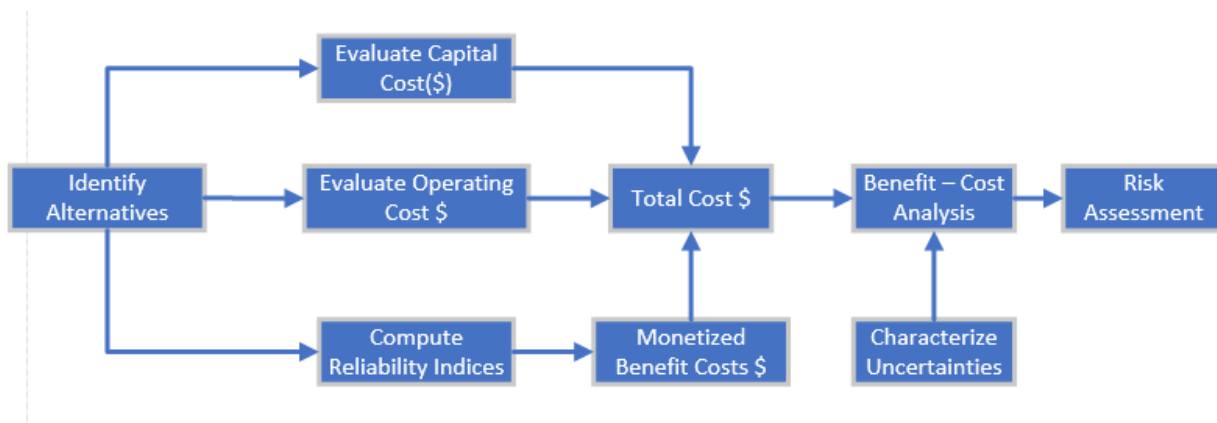 Evaluate Capital
Cost($)
Identify
Alternatives
Evaluate Operating
Cost $
Total Cost $
Benefit – Cost
Analysis
Risk
Assessment
Compute
Reliability Indices
Monetized
Benefit Costs $
Characterize
Uncertainties